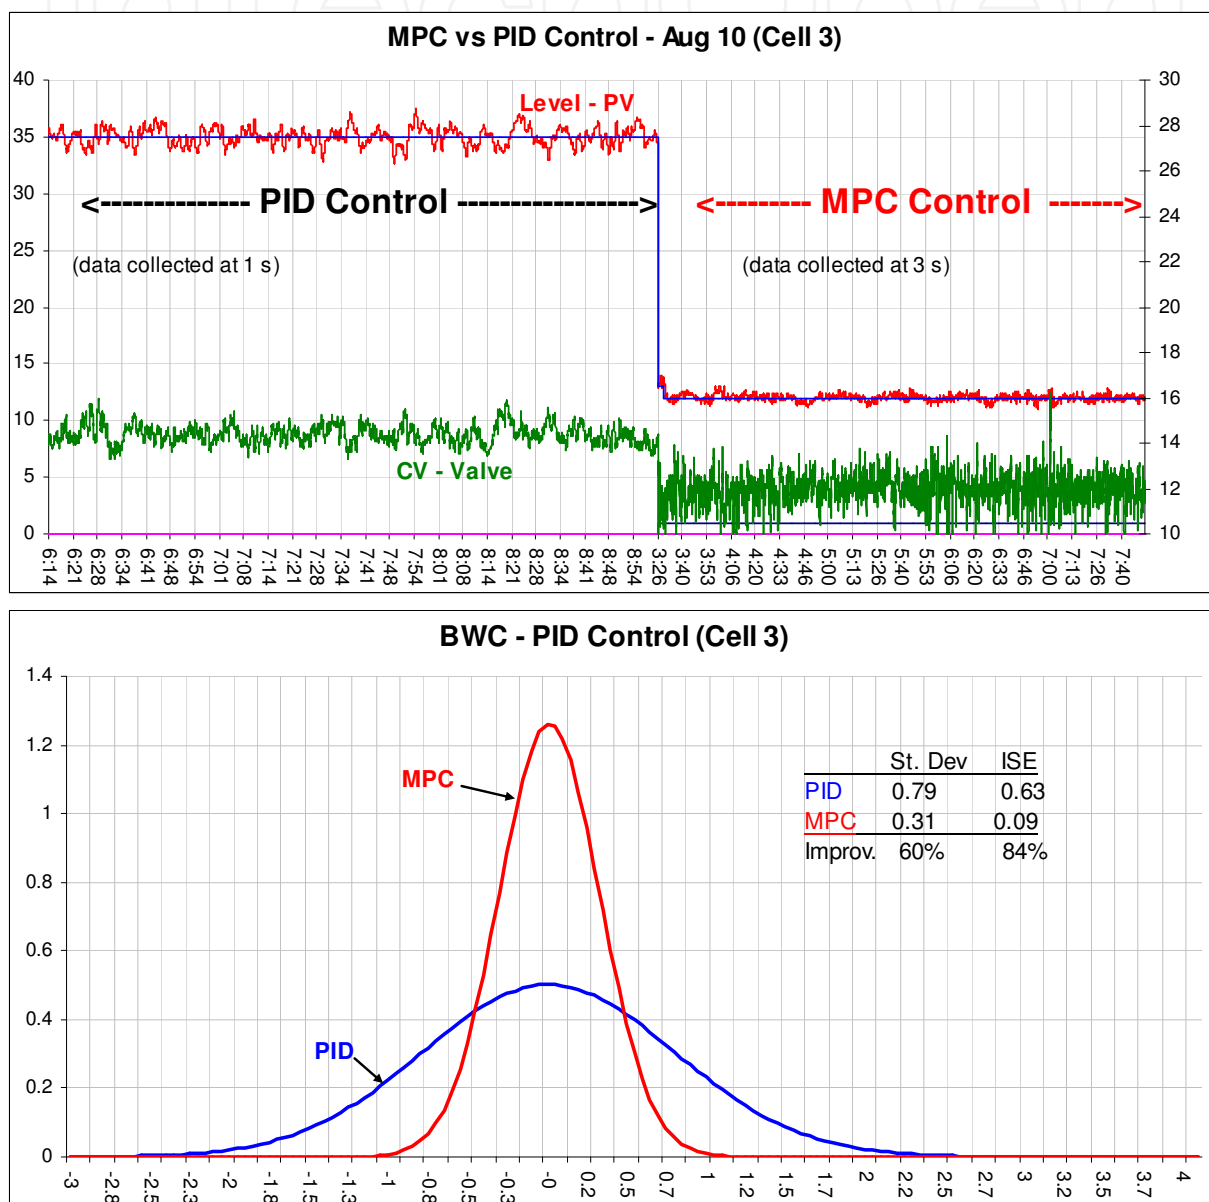 MPC vs PID Control - Aug 10 (Cell 3)
40
35
30
25
20
15
10
5
0
30
28
26
24
22
20
18
16
14
12
10
Level - PV
<------------- PID Control ----------------->
<-------- MPC Control ------>
(data collected at 1 s)
(data collected at 3 s)
CV - Valve
6:14 6:21 6:28 6:34 6:41 6:48 6:54 7:01 7:08 7:14 7:21 7:28 7:34 7:41 7:48 7:54 8:01 8:08 8:14 8:21 8:28 8:34 8:41 8:48 8:54 3:26 3:40 3:53 4:06 4:20 4:33 4:46 5:00 5:13 5:26 5:40 5:53 6:06 6:20 6:33 6:46 7:00 7:13 7:26 7:40
BWC - PID Control (Cell 3)
1.4
1.2
1
0.8
0.6
0.4
0.2
0
MPC
PID
St. Dev ISE
PID 0.79 0.63
MPC 0.31 0.09
Improv. 60% 84%
-3 -2.8 -2.5 -2.3 -2 -1.8 -1.5 -1.3 -1 -0.8 -0.5 -0.3 -0 0.2 0.5 0.7 1 1.2 1.5 1.7 2 2.2 2.5 2.7 3 3.2 3.5 3.7 4